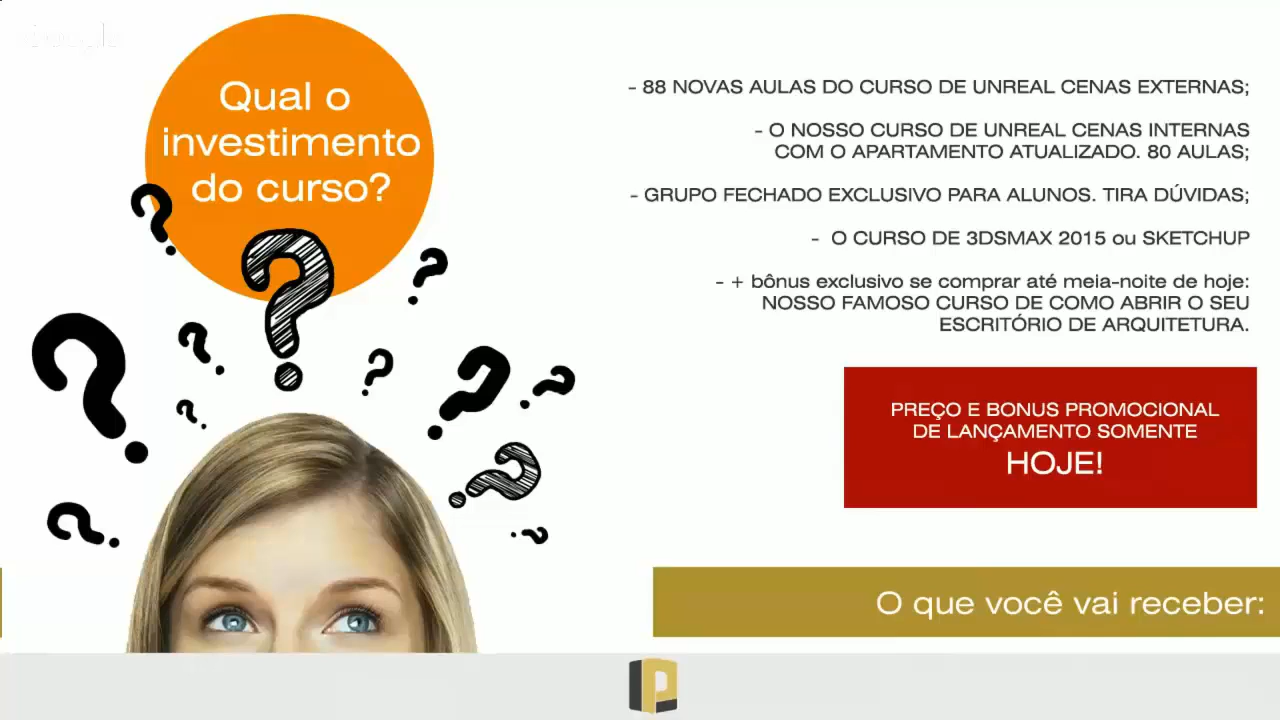 Qual o
investimento
do curso?
- 88 NOVAS AULAS DO CURSO DE UNREAL CENAS EXTERNAS;
- O NOSSO CURSO DE UNREAL CENAS INTERNAS
COM O APARTAMENTO ATUALIZADO. 80 AULAS;
- GRUPO FECHADO EXCLUSIVO PARA ALUNOS. TIRA DÚVIDAS;
- O CURSO DE 3DSMAX 2015 ou SKETCHUP
- + bônus exclusivo se comprar até meia-noite de hoje:
NOSSO FAMOSO CURSO DE COMO ABRIR O SEU
ESCRITÓRIO DE ARQUITETURA.
PREÇO E BONUS PROMOCIONAL
DE LANÇAMENTO SOMENTE
HOJE!
O que você vai receber: